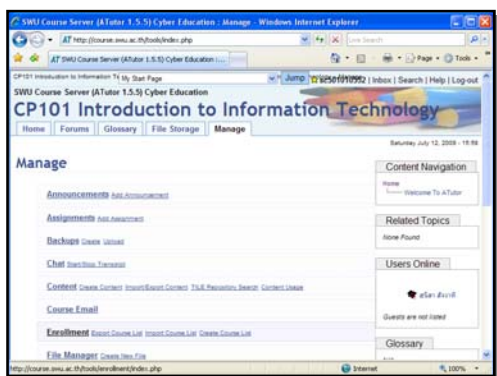 SWU Course Server (ATutor 1.5.5) Cyber Education : Manage - Windows Internet Explorer
http://course.swu.ac.th/tools/index.php
Live Search
SWU Course Server (ATutor 1.5.5) Cyber Education :...
Page
Tools
My Start Page
Jump
| Inbox | Search | Help | Log-out
SWU Course Server (ATutor 1.5.5) Cyber Education
CP101 Introduction to Information Technology
Home
Forums
Glossary
File Storage
Manage
Saturday July 12, 2008 - 15:58
Manage
Announcements Add Announcement
Assignments Add Assignment
Backups Create Upload
Chat Start/Stop Transcript
Content Create Content Import/Export Content TILE Repository Search Content Usage
Course Email
Enrollment Export Course List Import Course List Create Course List
File Manager Create New File
Content Navigation
Home
Welcome To ATutor
Related Topics
None Found
Users Online
Guests are not listed
Glossary
http://course.swu.ac.th/tools/enrollment/index.php
Internet
100%